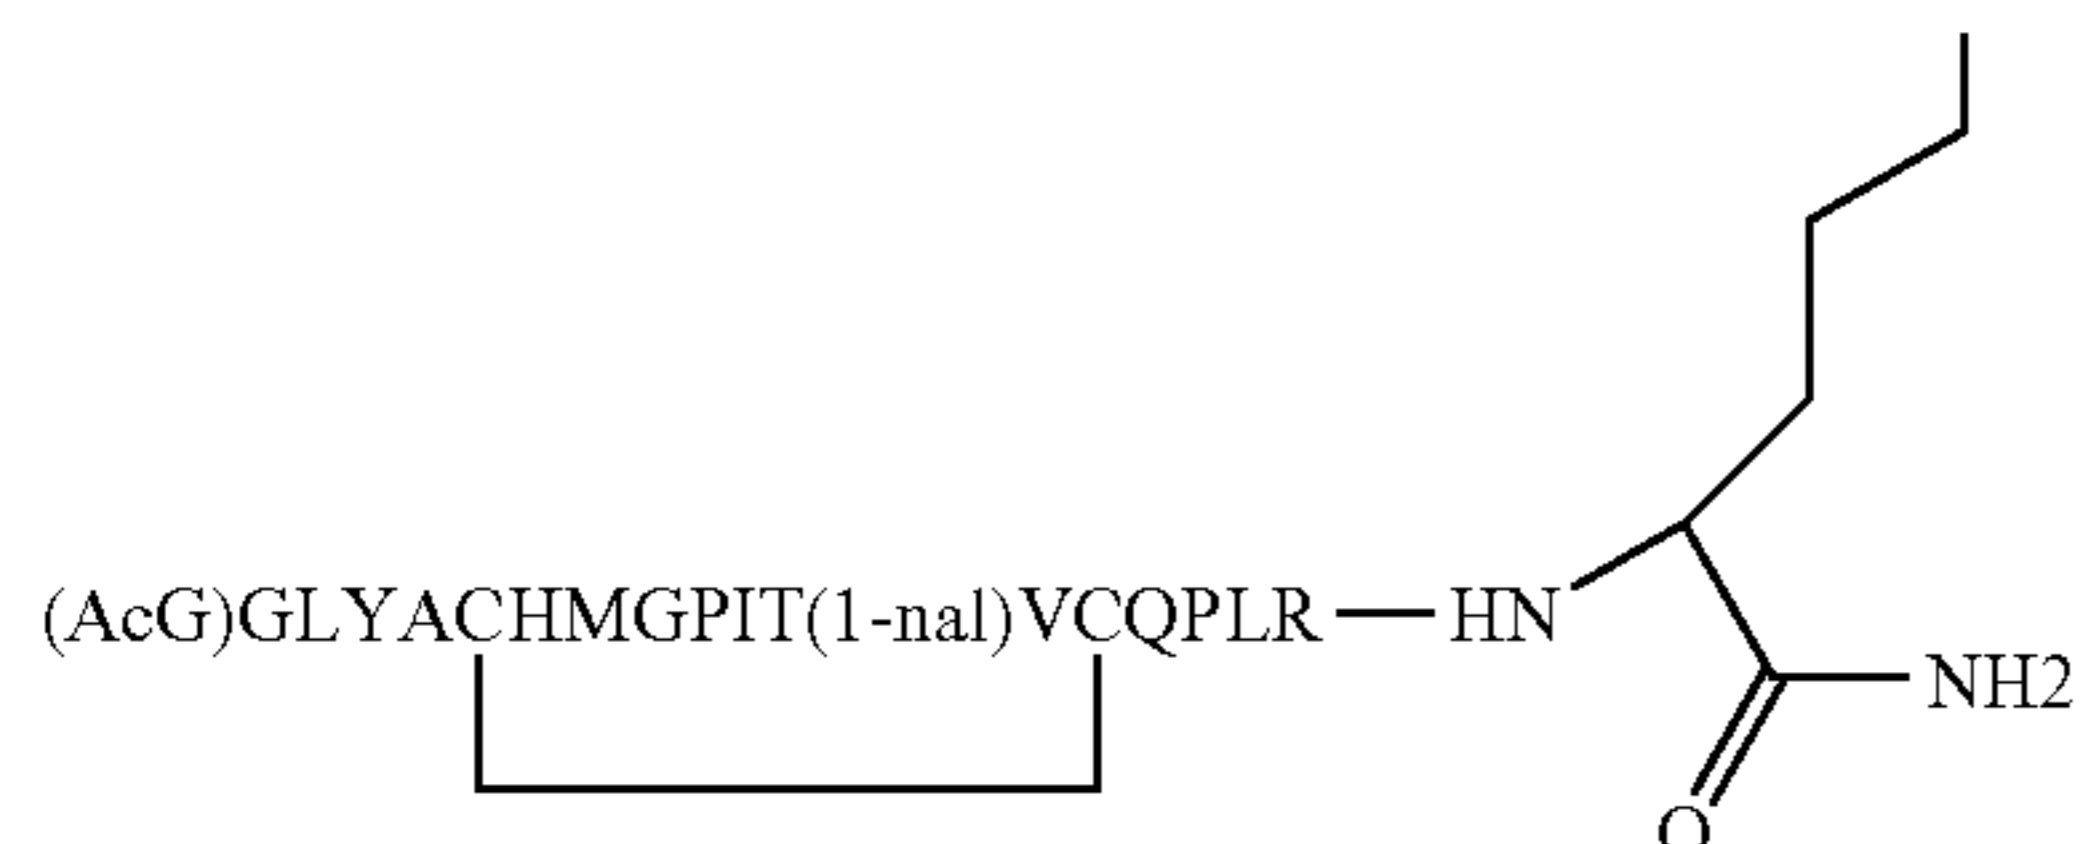 (AcG)GLYACHMGPIT(1-nal)VCQPLR — HN
NH2
O